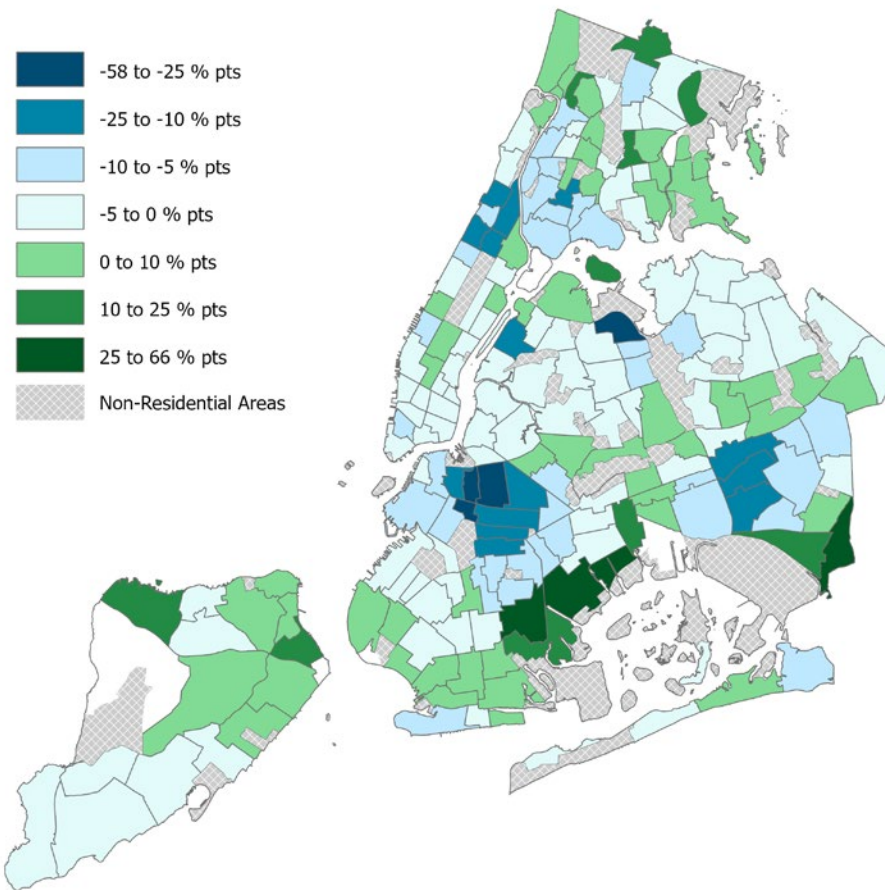 -58 to -25 % pts
-25 to -10 % pts
-10 to -5 % pts
-5 to 0 % pts
0 to 10 % pts
10 to 25 % pts
25 to 66 % pts
Non-Residential Areas